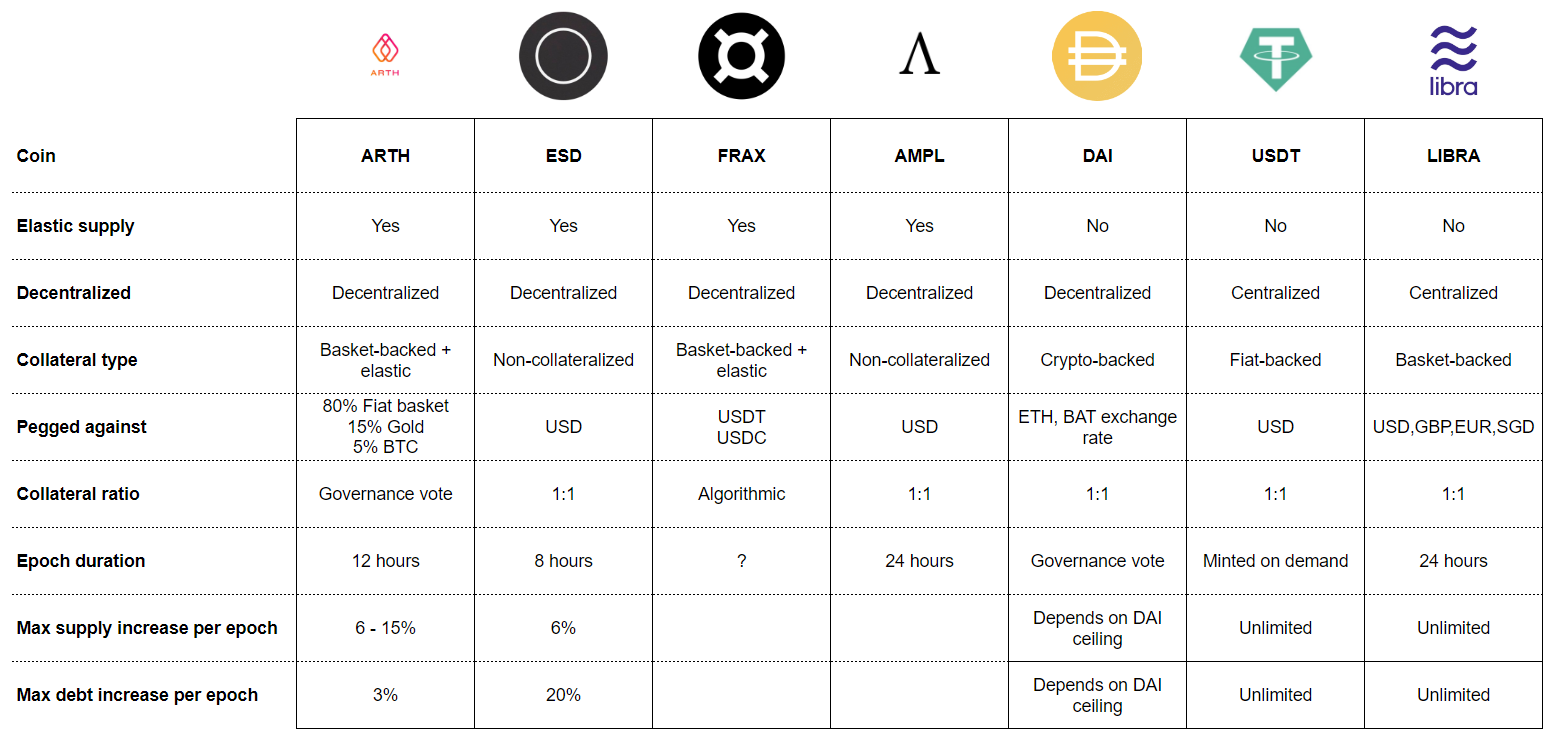 ARTH
libra
Coin ARTH ESD FRAX AMPL DAI USDT LIBRA
Elastic supply Yes Yes Yes Yes No No No
Decentralized Decentralized Decentralized Decentralized Decentralized Decentralized Centralized Centralized
Collateral type Basket-backed + elastic Non-collateralized Basket-backed + elastic Non-collateralized Crypto-backed Fiat-backed Basket-backed
Pegged against 80% Fiat basket 15% Gold 5% BTC USD USDT USDC USD ETH, BAT exchange rate USD USD,GBP,EUR,SGD
Collateral ratio Governance vote 1:1 Algorithmic 1:1 1:1 1:1 1:1
Epoch duration 12 hours 8 hours ? 24 hours Governance vote Minted on demand 24 hours
Max supply increase per epoch 6 - 15% 6% Depends on DAI ceiling Unlimited Unlimited
Max debt increase per epoch 3% 20% Depends on DAI ceiling Unlimited Unlimited